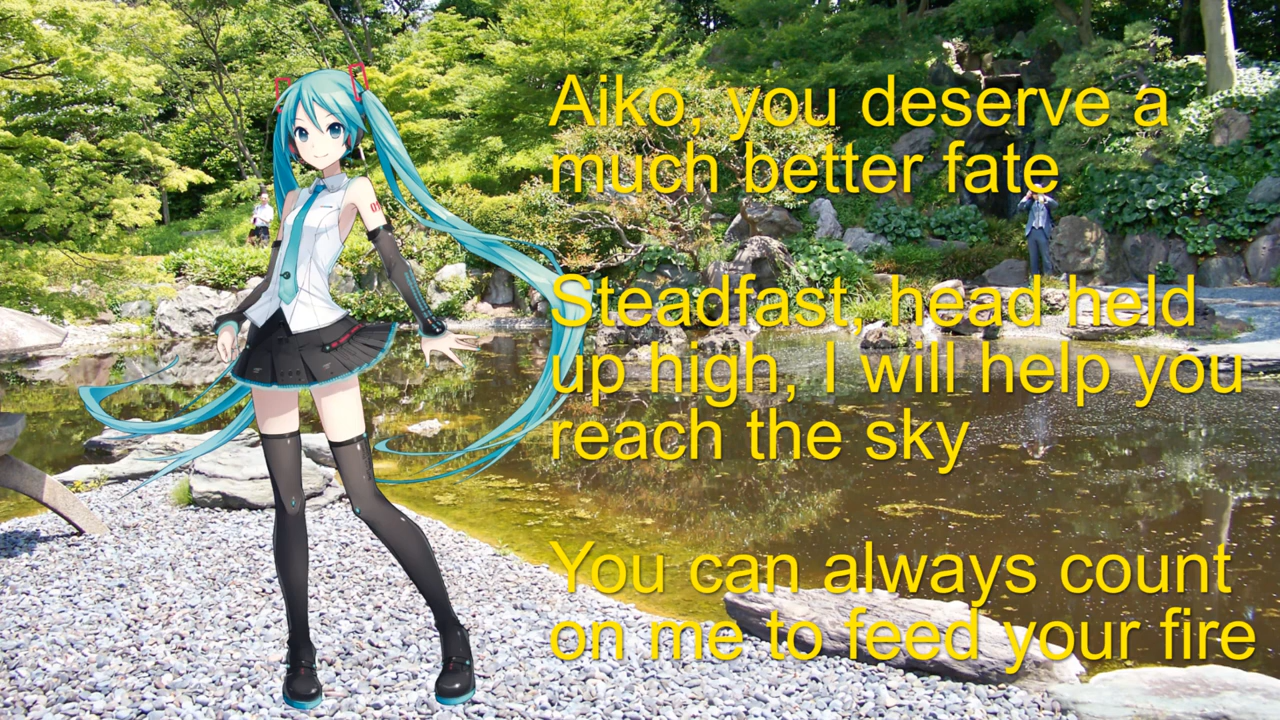 Aiko, you deserve a
much better fate
Steadfast, head held
up high, I will help you
reach the sky
You can always count
on me to feed your fire